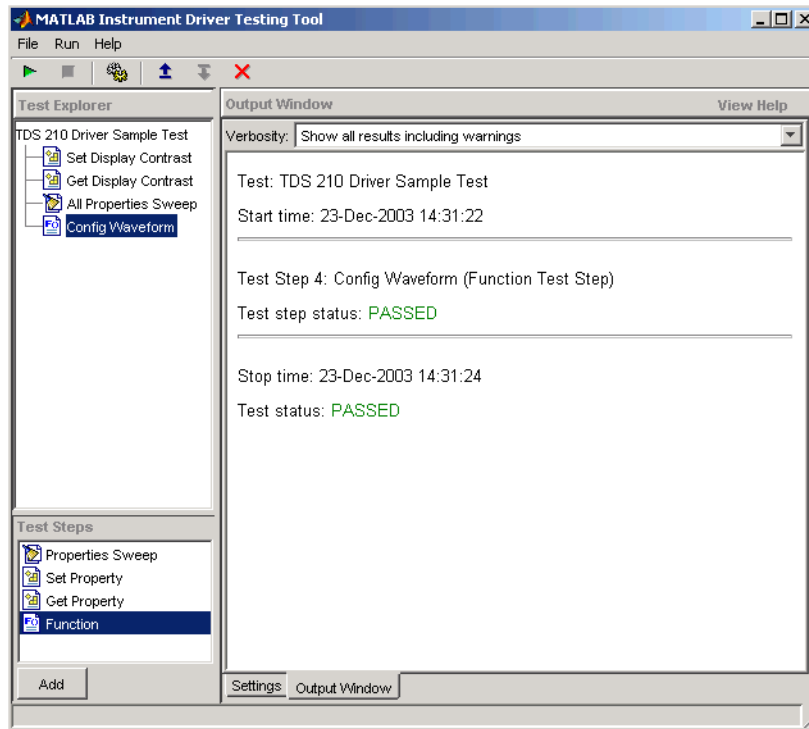 MATLAB Instrument Driver Testing Tool
File Run Help
Test Explorer
TDS 210 Driver Sample Test
Set Display Contrast
Get Display Contrast
All Properties Sweep
Config Waveform
Test Steps
Properties Sweep
Set Property
Get Property
Function
Add
Output Window View Help
Verbosity: Show all results including warnings
Test: TDS 210 Driver Sample Test
Start time: 23-Dec-2003 14:31:22
Test Step 4: Config Waveform (Function Test Step)
Test step status: PASSED
Stop time: 23-Dec-2003 14:31:24
Test status: PASSED
Settings Output Window